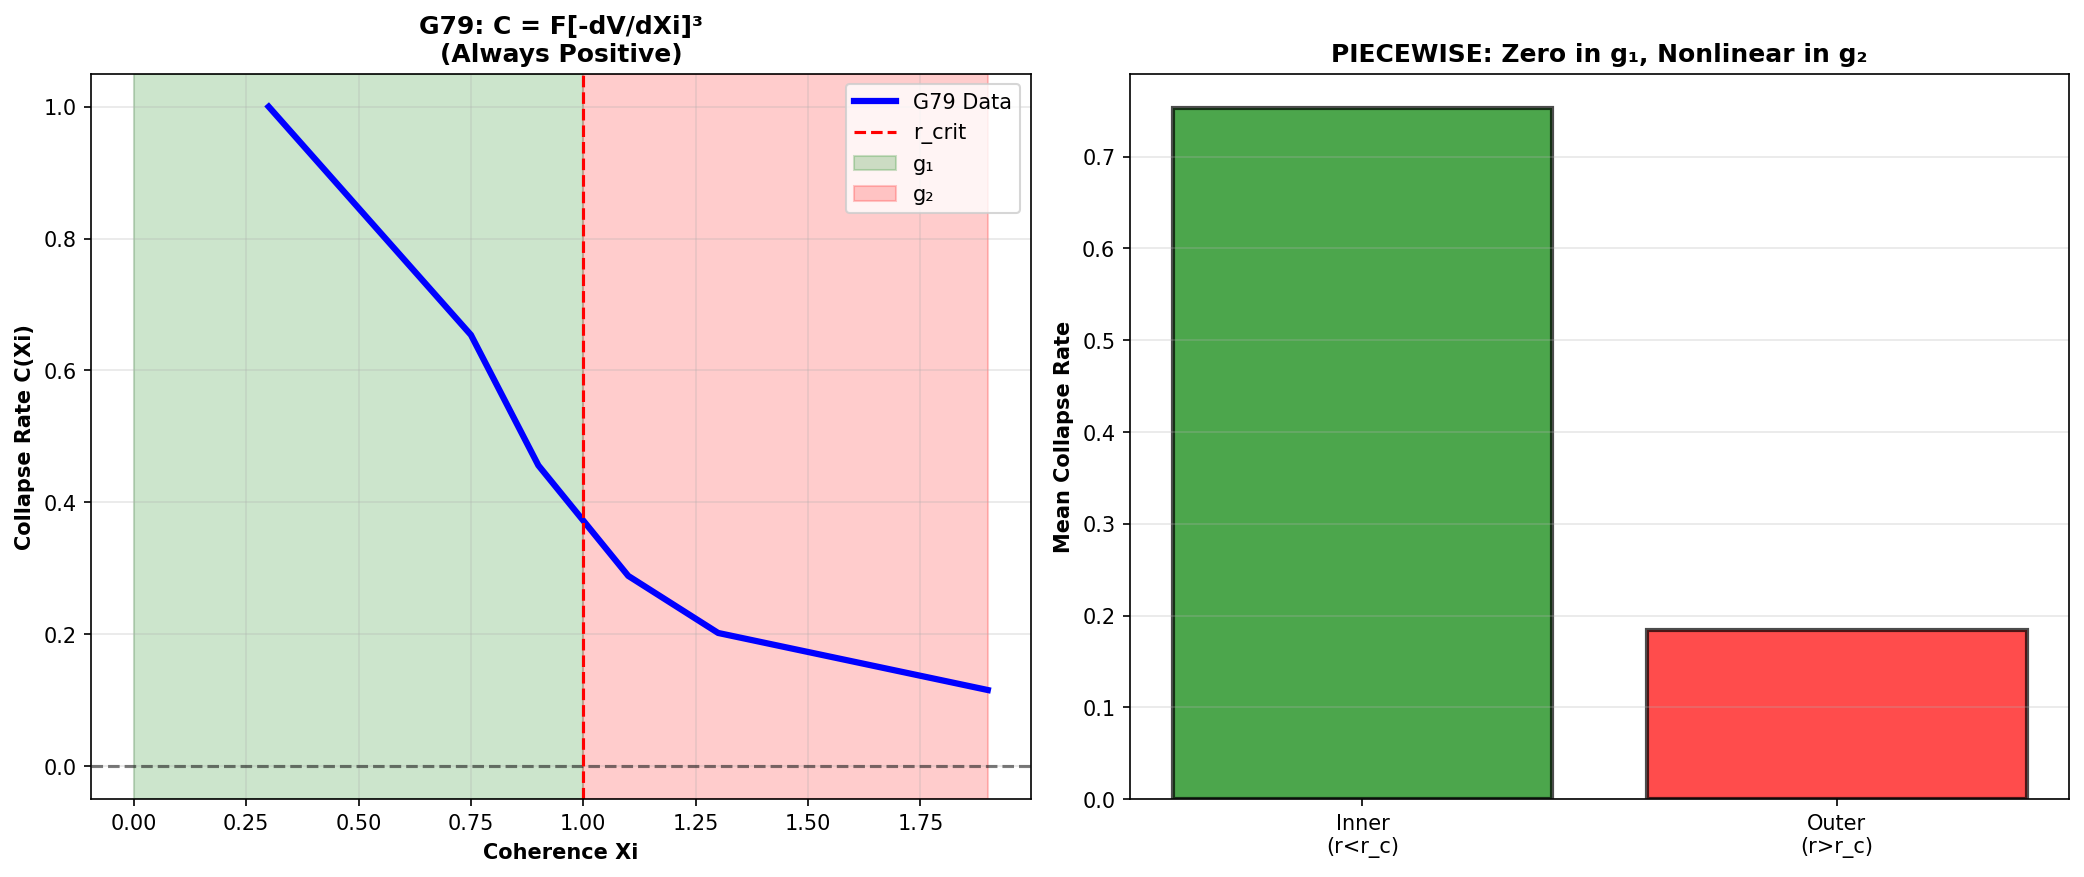 G79: C = F[-dV/dXi]³
(Always Positive)
Collapse Rate C(Xi)
1.0
0.8
0.6
0.4
0.2
0.0
0.00 0.25 0.50 0.75 1.00 1.25 1.50 1.75
Coherence Xi
G79 Data
r_crit
g₁
g₂
PIECEWISE: Zero in g₁, Nonlinear in g₂
Mean Collapse Rate
0.7
0.6
0.5
0.4
0.3
0.2
0.1
0.0
Inner
(r<r_c)
Outer
(r>r_c)